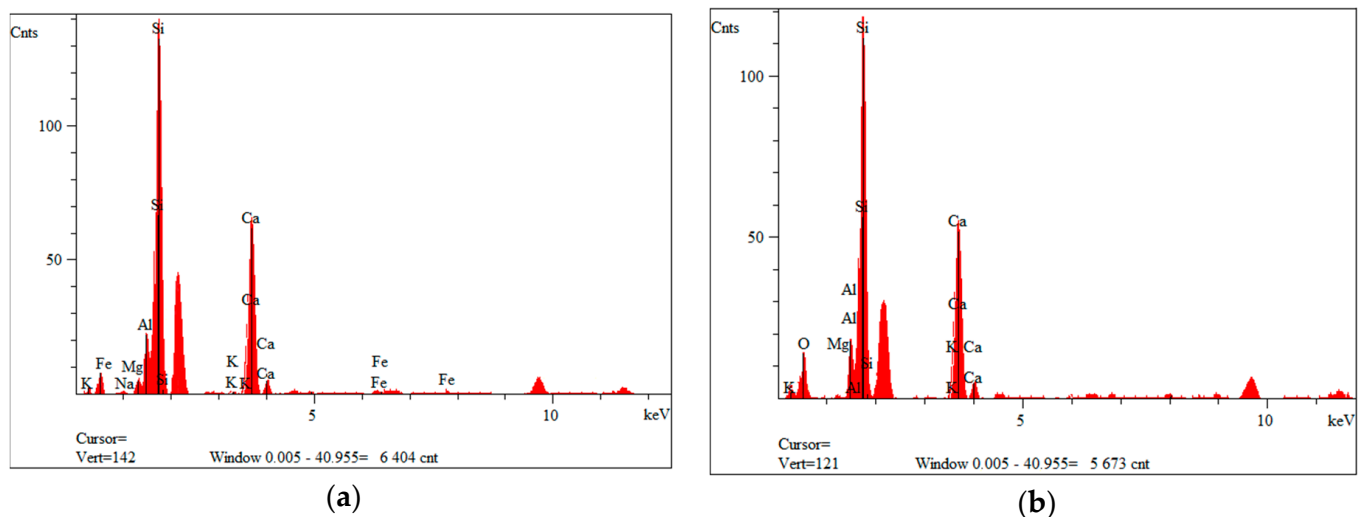 Cnts
Si
100
Si
Ca
50
Ca
Al
Ca
Fe
K
Fe
Mg
K
Na
Si
K
K
Ca
Fe
Fe
5
10
keV
Cursor=
Vert=142 Window 0.005 - 40.955= 6 404 cnt
(a)
Cnts
Si
100
Si
Ca
50
Al
Ca
Al
O
Mg
K
Ca
Si
K
Al
K
Ca
5
10
keV
Cursor=
Vert=121 Window 0.005 - 40.955= 5 673 cnt
(b)